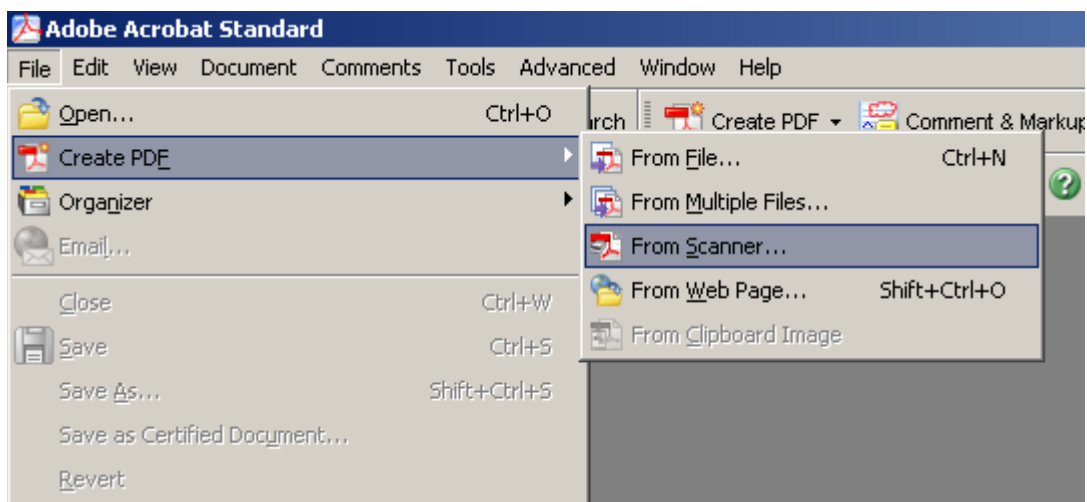 Adobe Acrobat Standard
File Edit View Document Comments Tools Advanced Window Help
Open... Ctrl+O
Create PDF
Organizer
Email...
Close Ctrl+W
Save Ctrl+S
Save As... Shift+Ctrl+S
Save as Certified Document...
Revert
Create PDF Comment & Markup
From File... Ctrl+N
From Multiple Files...
From Scanner...
From Web Page... Shift+Ctrl+O
From Clipboard Image